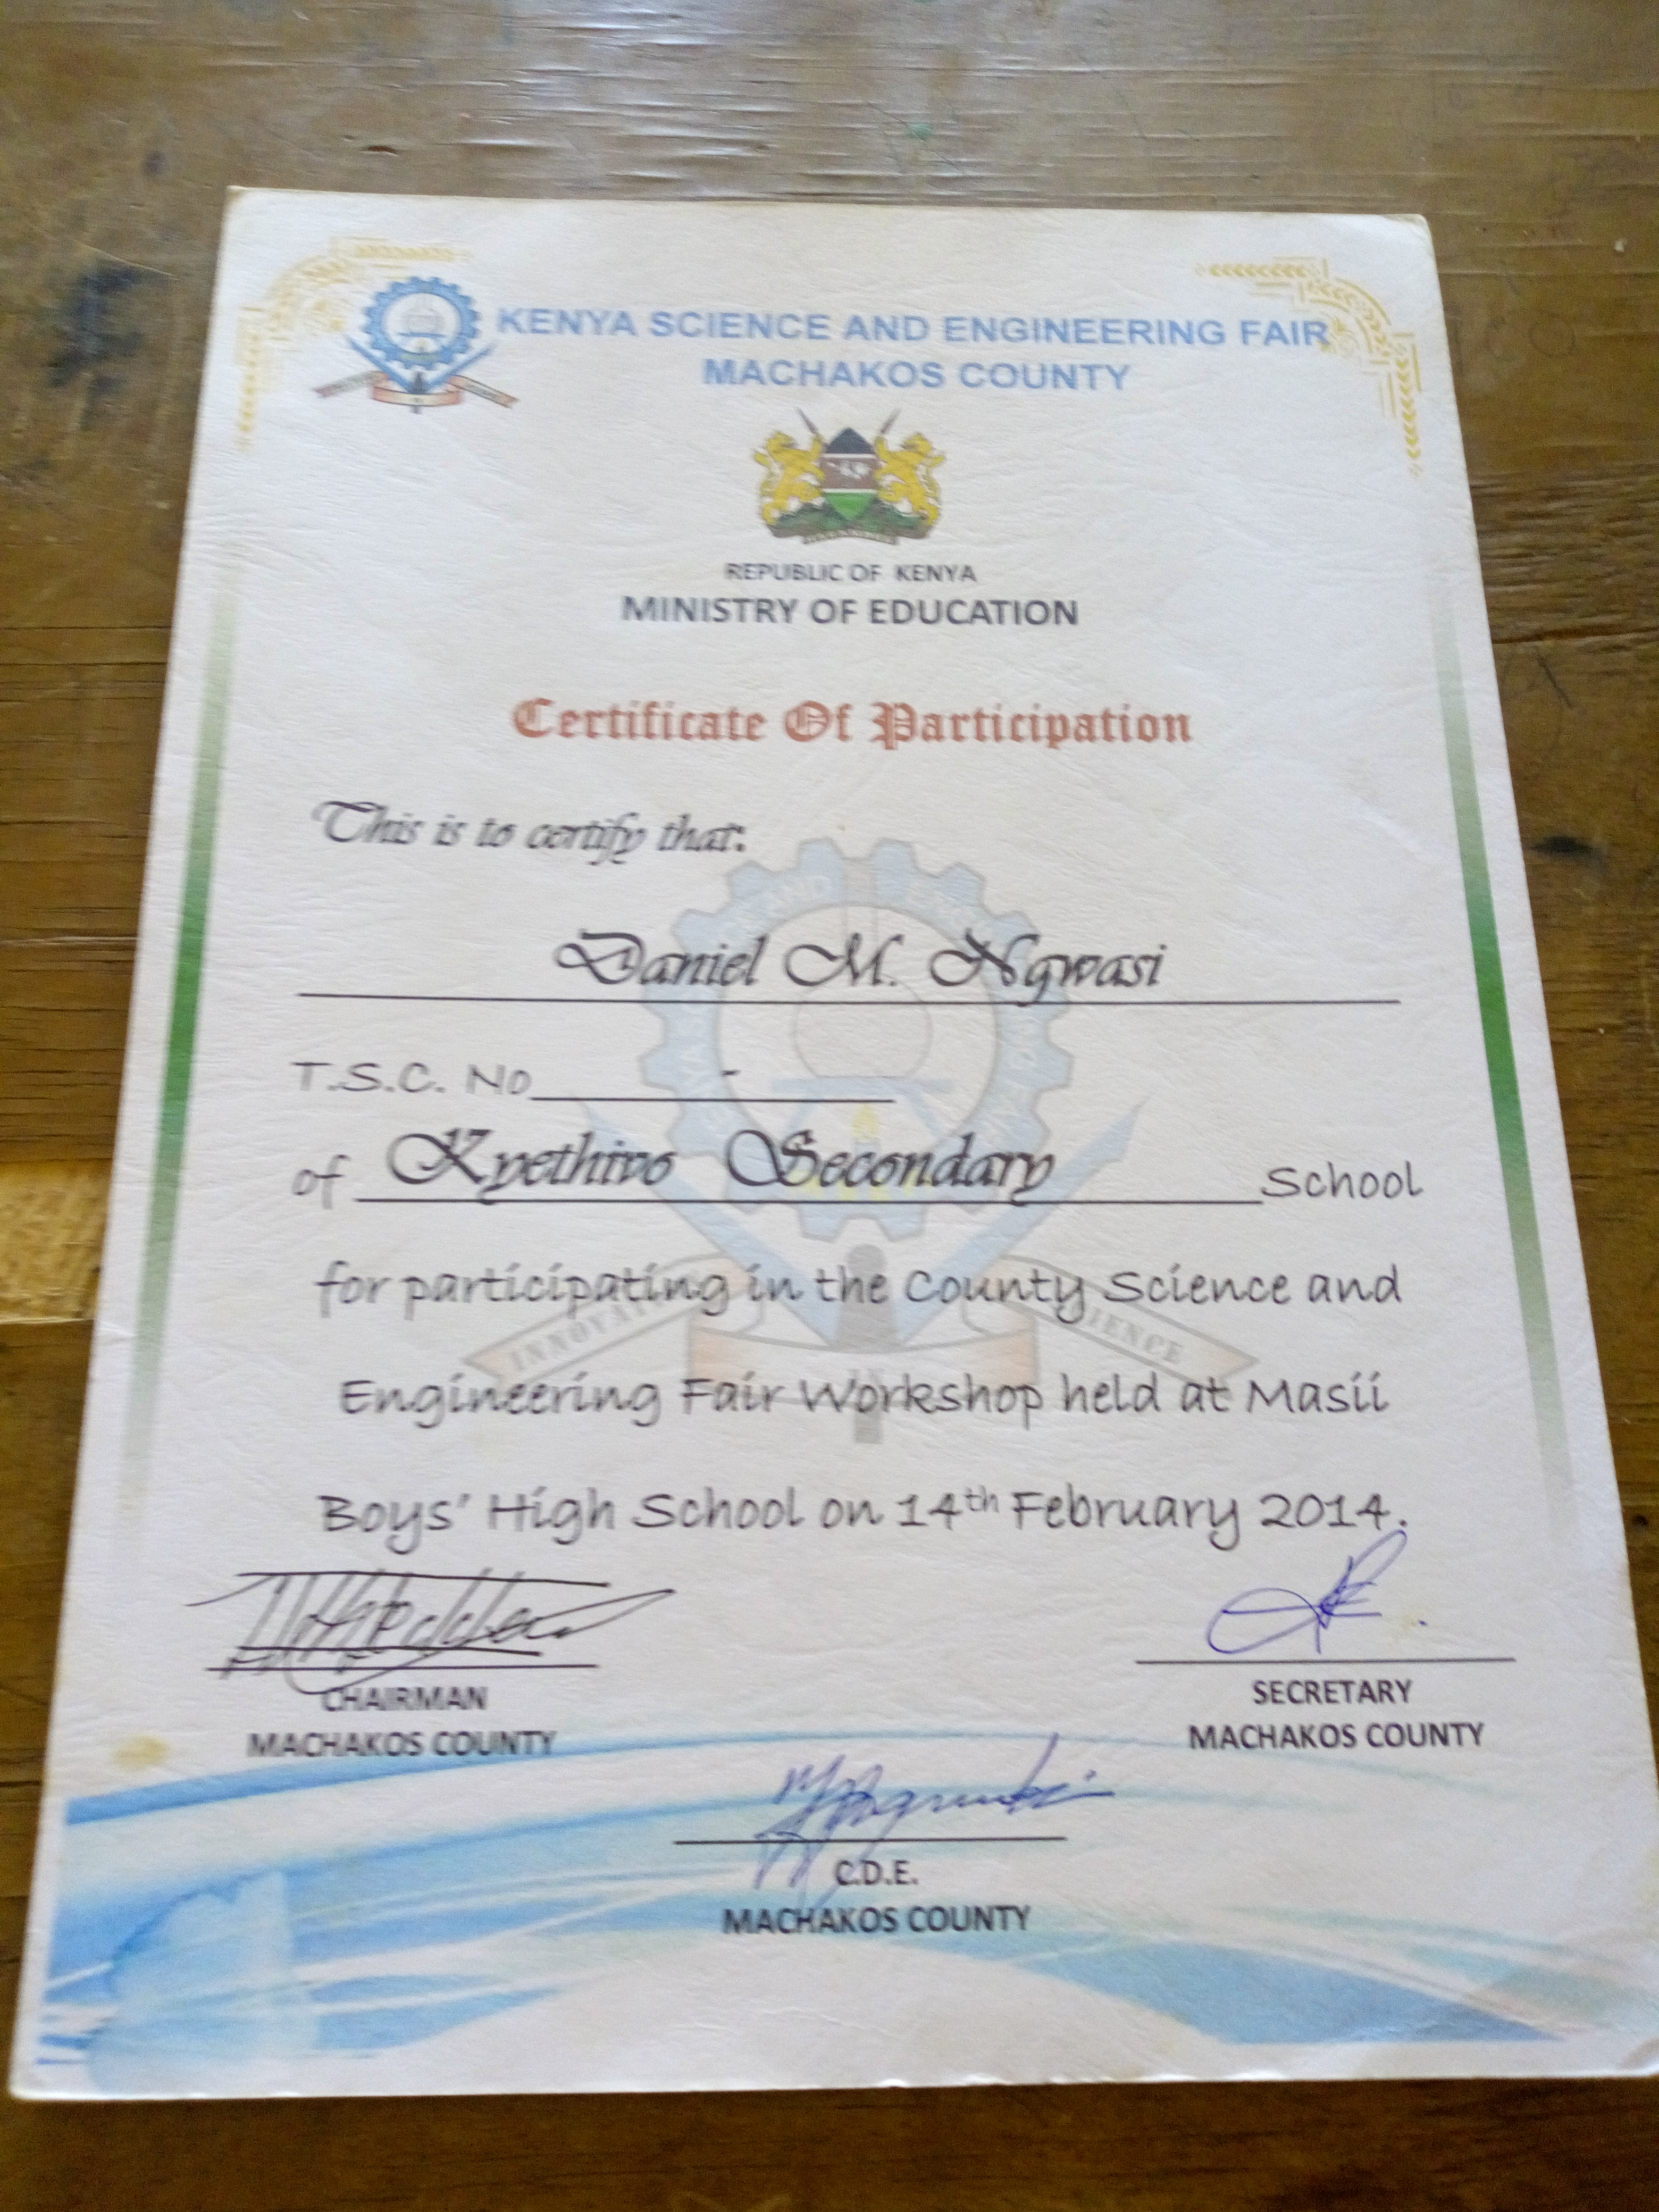 KENYA SCIENCE AND ENGINEERING FAIR
MACHAKOS COUNTY
REPUBLIC OF KENYA
MINISTRY OF EDUCATION
Certificate Of Participation
This is to certify that:
Daniel M. Ngwasi
T.S.C. No -
of Kyethivo Secondary School
for participating in the County Science and
Engineering Fair Workshop held at Masii
Boys' High School on 14th February 2014.
CHAIRMAN
MACHAKOS COUNTY
SECRETARY
MACHAKOS COUNTY
C.D.E.
MACHAKOS COUNTY